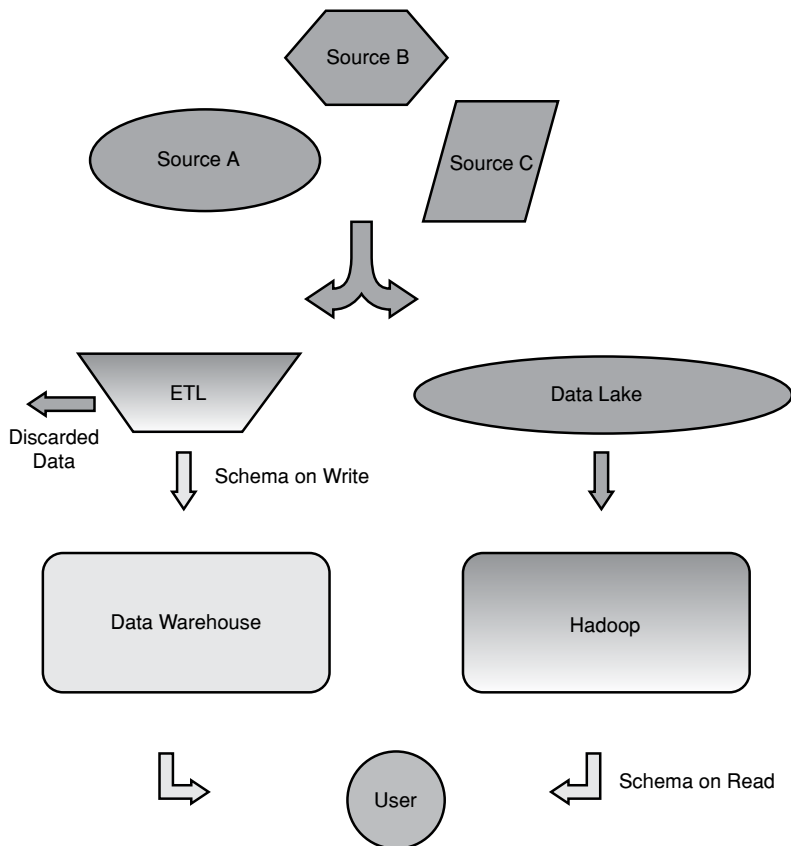 Source B
Source A
Source C
ETL
Data Lake
Discarded
Data
Schema on Write
Data Warehouse
Hadoop
User
Schema on Read